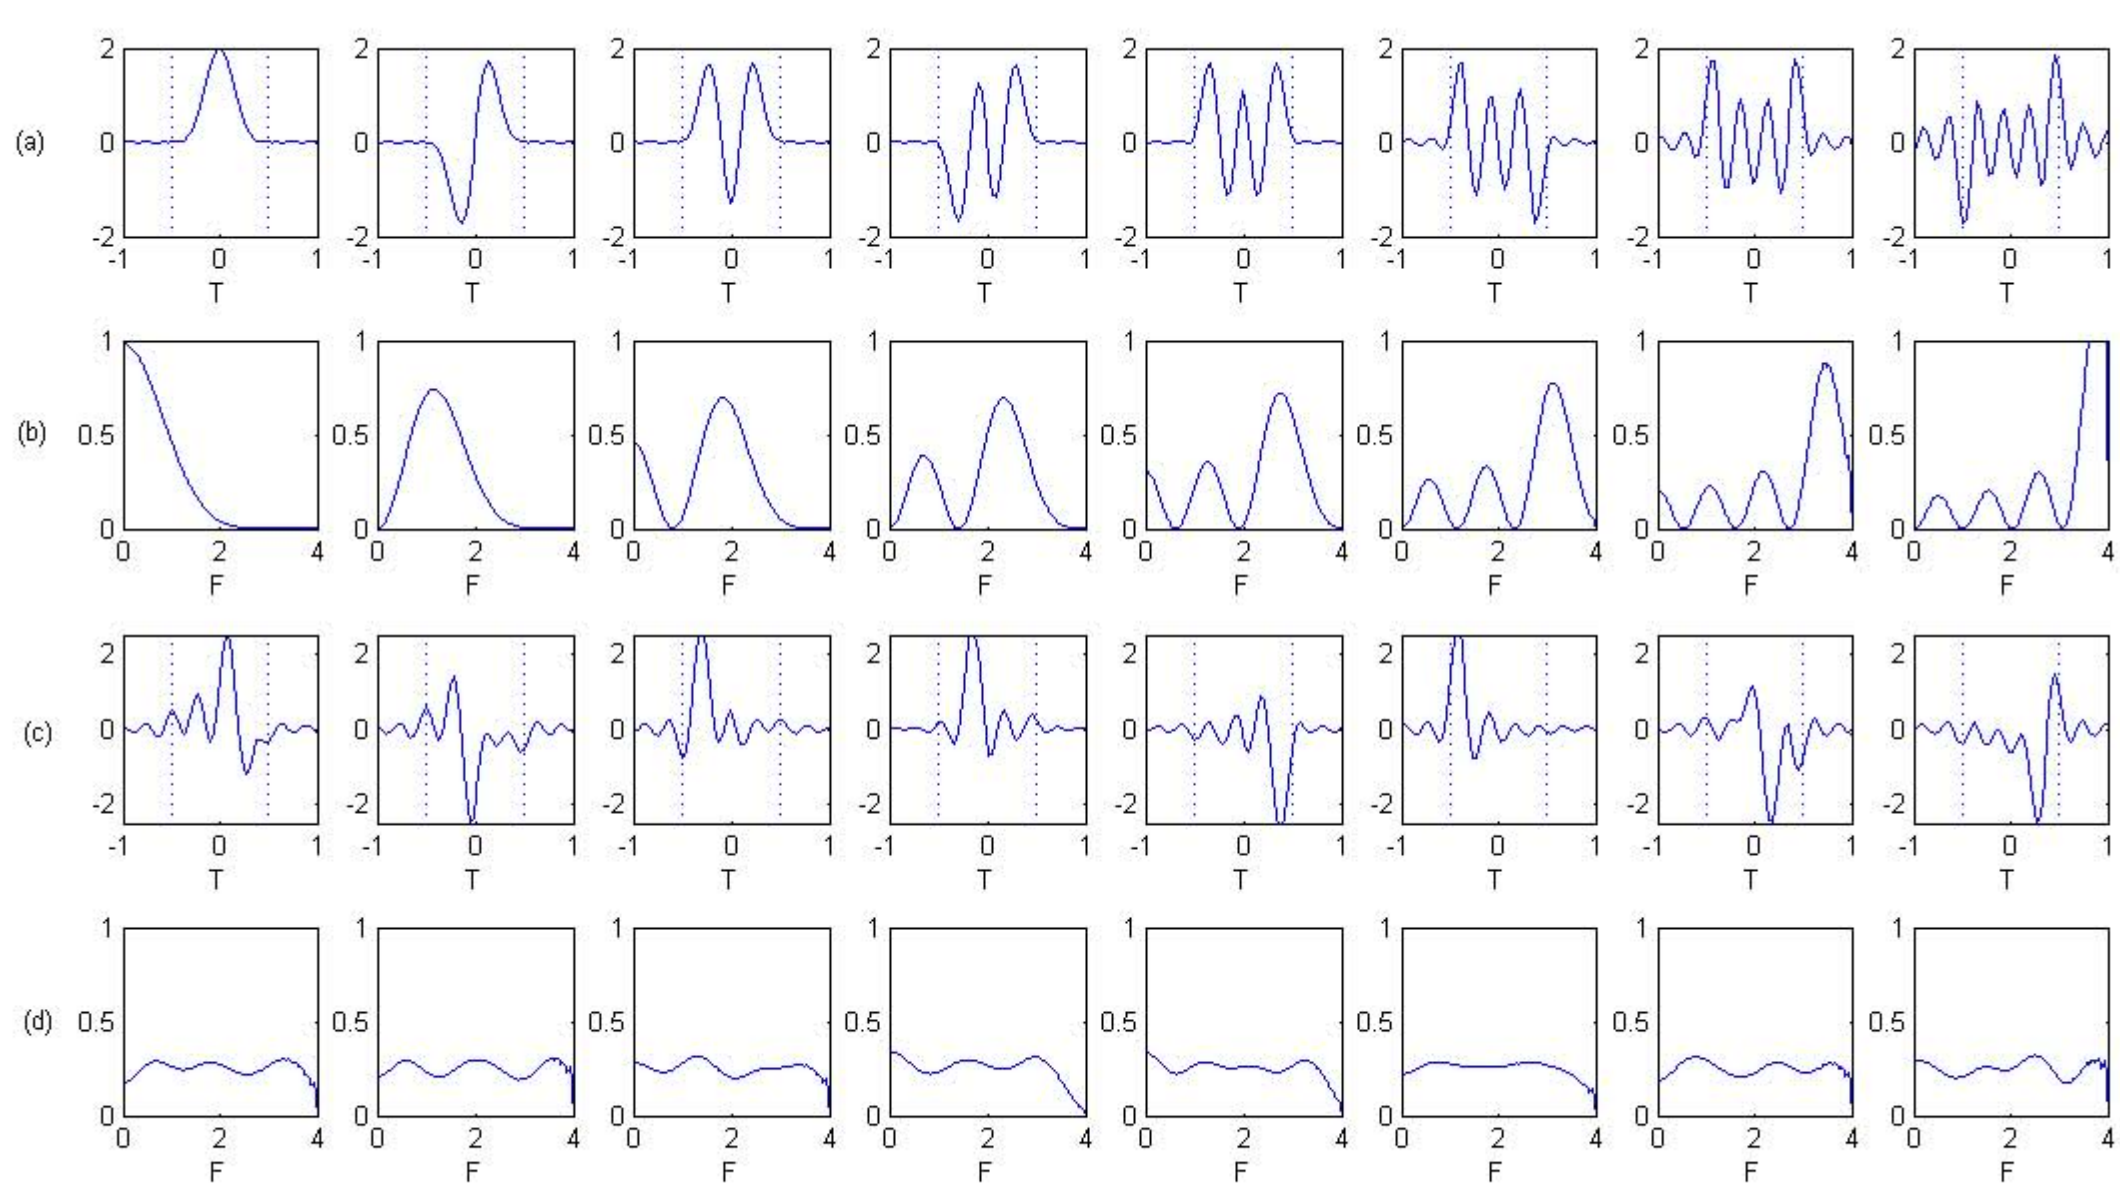 2 2 2 2 2 2 2 2
(a) 0 0 0 0 0 0 0 0
-2 -2 -2 -2 -2 -2 -2 -2
-1 0 1 -1 0 1 -1 0 1 -1 0 1 -1 0 1 -1 0 1 -1 0 1 -1 0 1
T T T T T T T T
1 1 1 1 1 1 1 1
(b) 0.5 0.5 0.5 0.5 0.5 0.5 0.5 0.5
0 0 0 0 0 0 0 0
0 2 4 0 2 4 0 2 4 0 2 4 0 2 4 0 2 4 0 2 4 0 2 4
F F F F F F F F
2 2 2 2 2 2 2 2
(c) 0 0 0 0 0 0 0 0
-2 -2 -2 -2 -2 -2 -2 -2
-1 0 1 -1 0 1 -1 0 1 -1 0 1 -1 0 1 -1 0 1 -1 0 1 -1 0 1
T T T T T T T T
1 1 1 1 1 1 1 1
(d) 0.5 0.5 0.5 0.5 0.5 0.5 0.5 0.5
0 0 0 0 0 0 0 0
0 2 4 0 2 4 0 2 4 0 2 4 0 2 4 0 2 4 0 2 4 0 2 4
F F F F F F F F